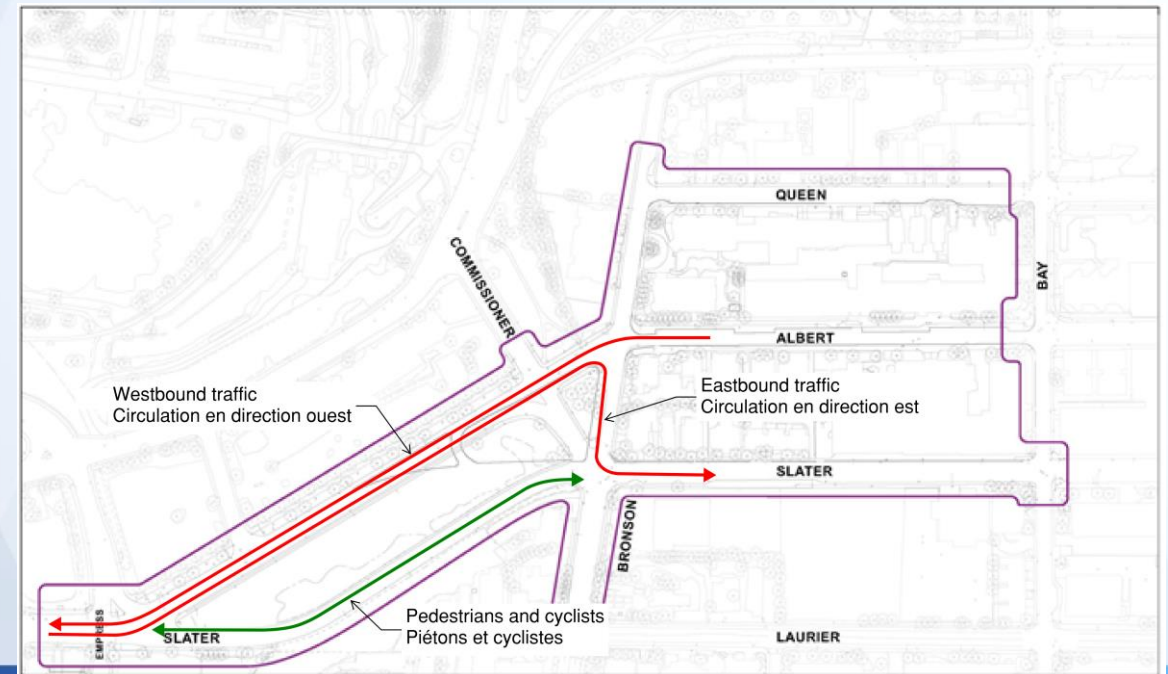 QUEEN
COMMISSIONER
BAY
ALBERT
Westbound traffic
Circulation en direction ouest
Eastbound traffic
Circulation en direction est
SLATER
BRONSON
Pedestrians and cyclists
Piétons et cyclistes
EMPRESS
SLATER
LAURIER